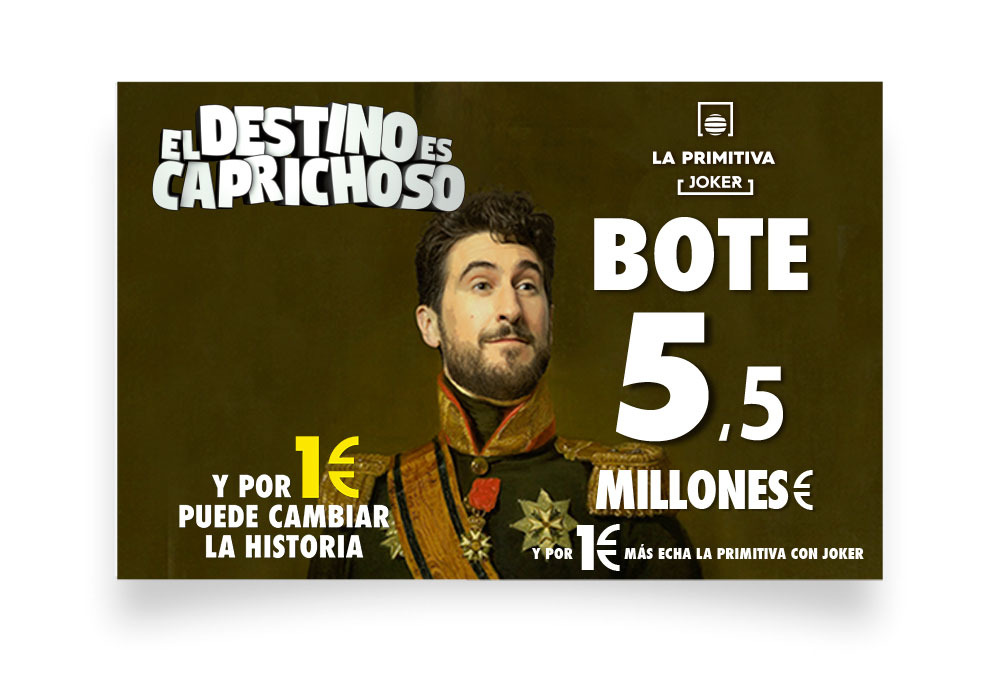 EL DESTINO ES
CAPRICHOSO
LA PRIMITIVA
JOKER
BOTE
5,5
MILLONES€
Y POR 1€
PUEDE CAMBIAR
LA HISTORIA
Y POR 1€ MÁS ECHA LA PRIMITIVA CON JOKER